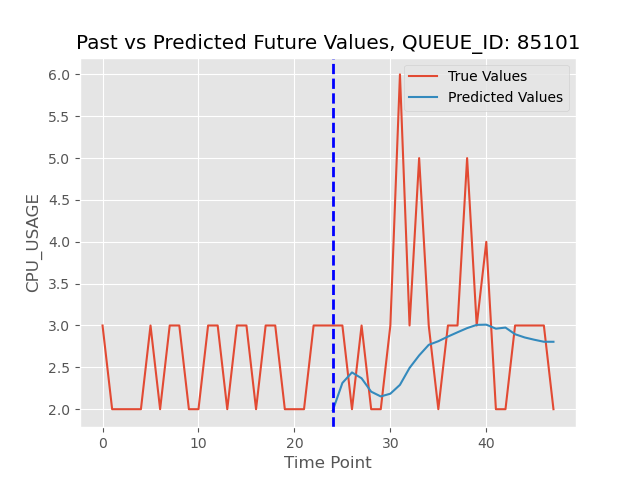 Past vs Predicted Future Values, QUEUE_ID: 85101
True Values
Predicted Values
6.0
5.5
5.0
4.5
4.0
3.5
3.0
2.5
2.0
CPU_USAGE
0 10 20 30 40
Time Point